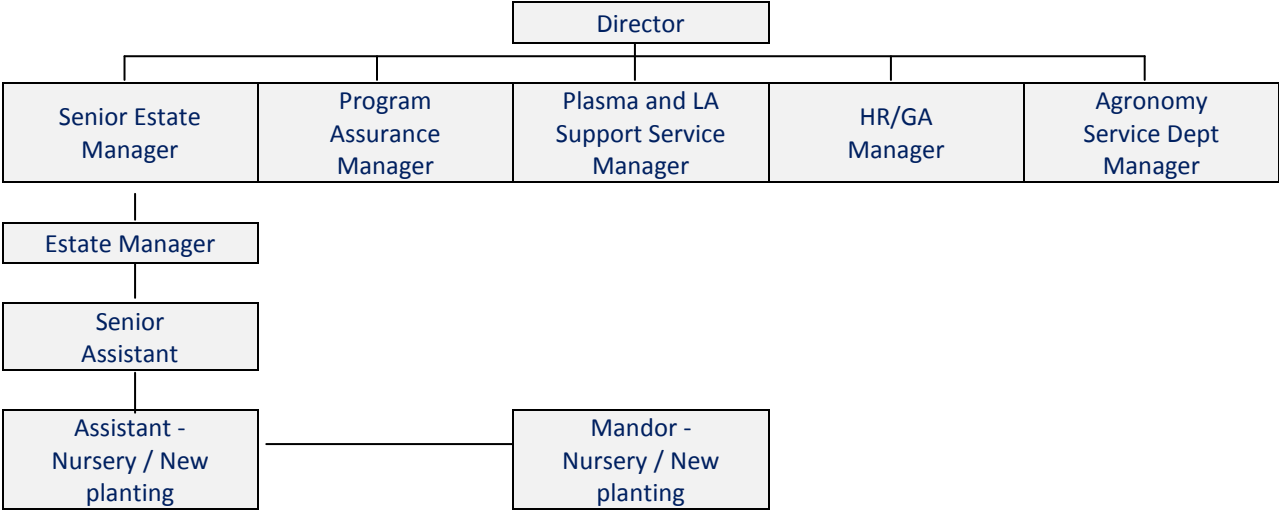 Director
Senior Estate
Manager
Program
Assurance
Manager
Plasma and LA
Support Service
Manager
HR/GA
Manager
Agronomy
Service Dept
Manager
Estate Manager
Senior
Assistant
Assistant -
Nursery / New
planting
Mandor -
Nursery / New
planting